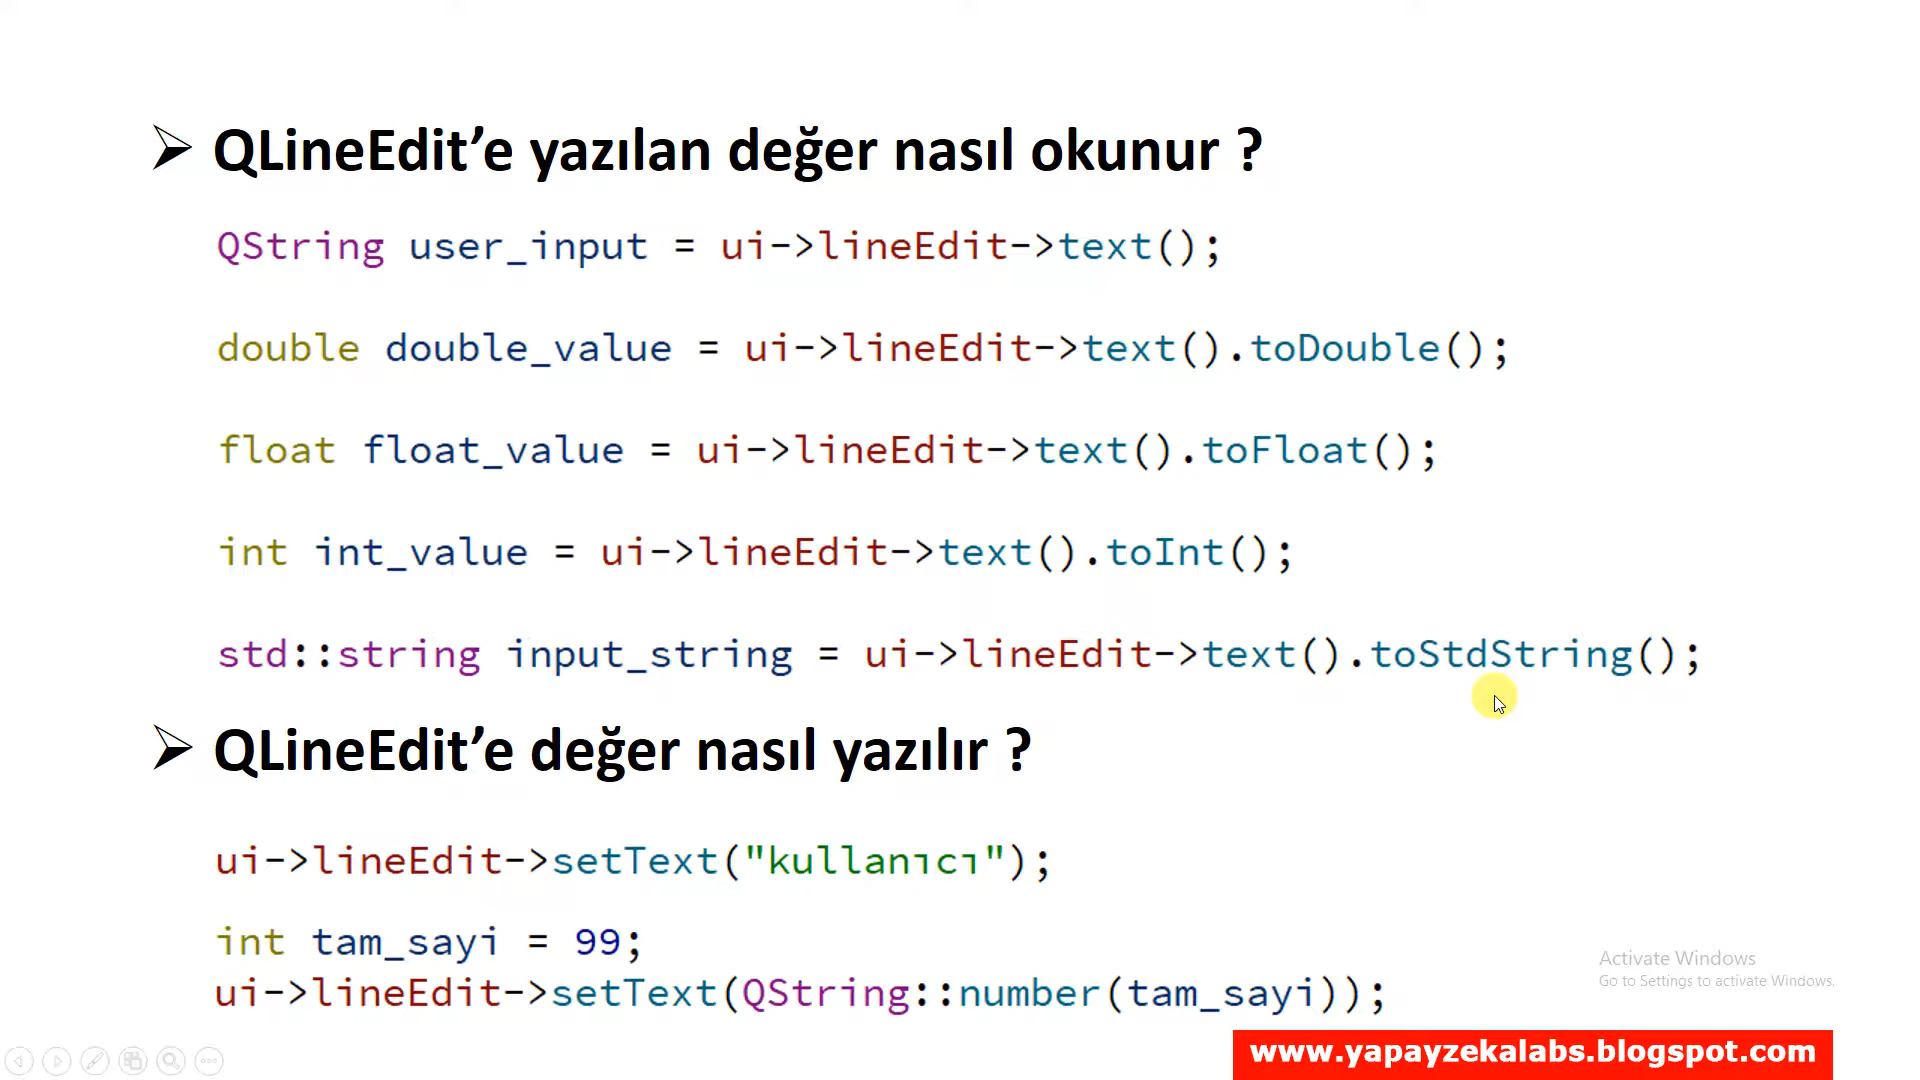 ➢ QLineEdit’e yazılan değer nasıl okunur ?
QString user_input = ui->lineEdit->text();
double double_value = ui->lineEdit->text().toDouble();
float float_value = ui->lineEdit->text().toFloat();
int int_value = ui->lineEdit->text().toInt();
std::string input_string = ui->lineEdit->text().toStdString();
➢ QLineEdit’e değer nasıl yazılır ?
ui->lineEdit->setText("kullanıcı");
int tam_sayi = 99;
ui->lineEdit->setText(QString::number(tam_sayi));
Activate Windows
Go to Settings to activate Windows.
www.yapayzekalabs.blogspot.com